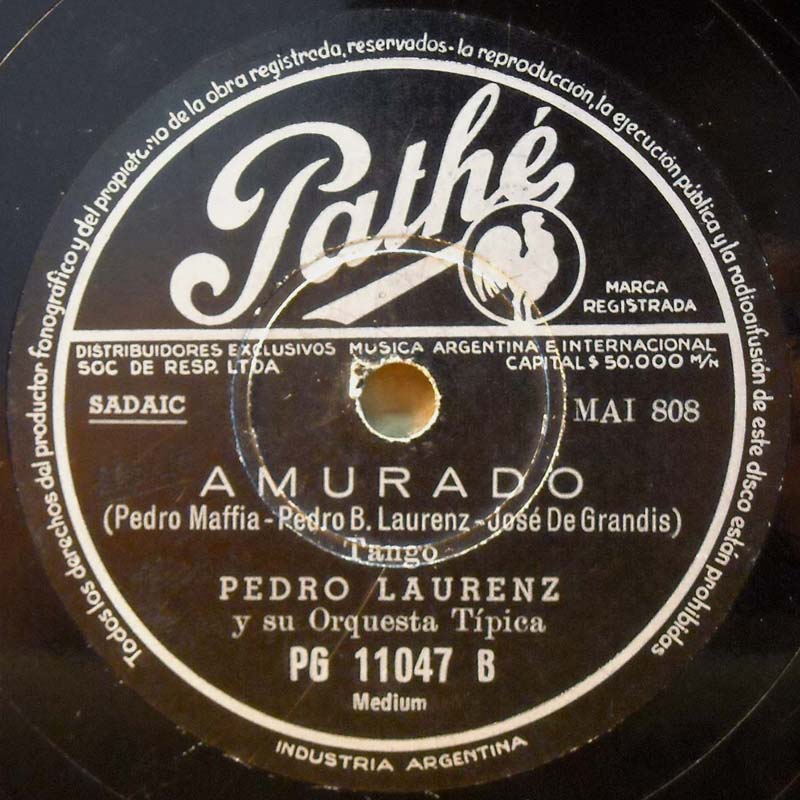 Todos los derechos del productor fonográfico y del propietario de la obra registrada, reservados - la reproducción, la ejecución pública y la radiodifusión de este disco están prohibidos
Pathé
MARCA
REGISTRADA
DISTRIBUIDORES EXCLUSIVOS MUSICA ARGENTINA E INTERNACIONAL
SOC DE RESP. LTDA CAPITAL $ 50.000 M/N
SADAIC
MAI 808
AMURADO
(Pedro Maffia - Pedro B. Laurenz - José De Grandis)
Tango
PEDRO LAURENZ
y su Orquesta Típica
PG 11047 B
Medium
INDUSTRIA ARGENTINA